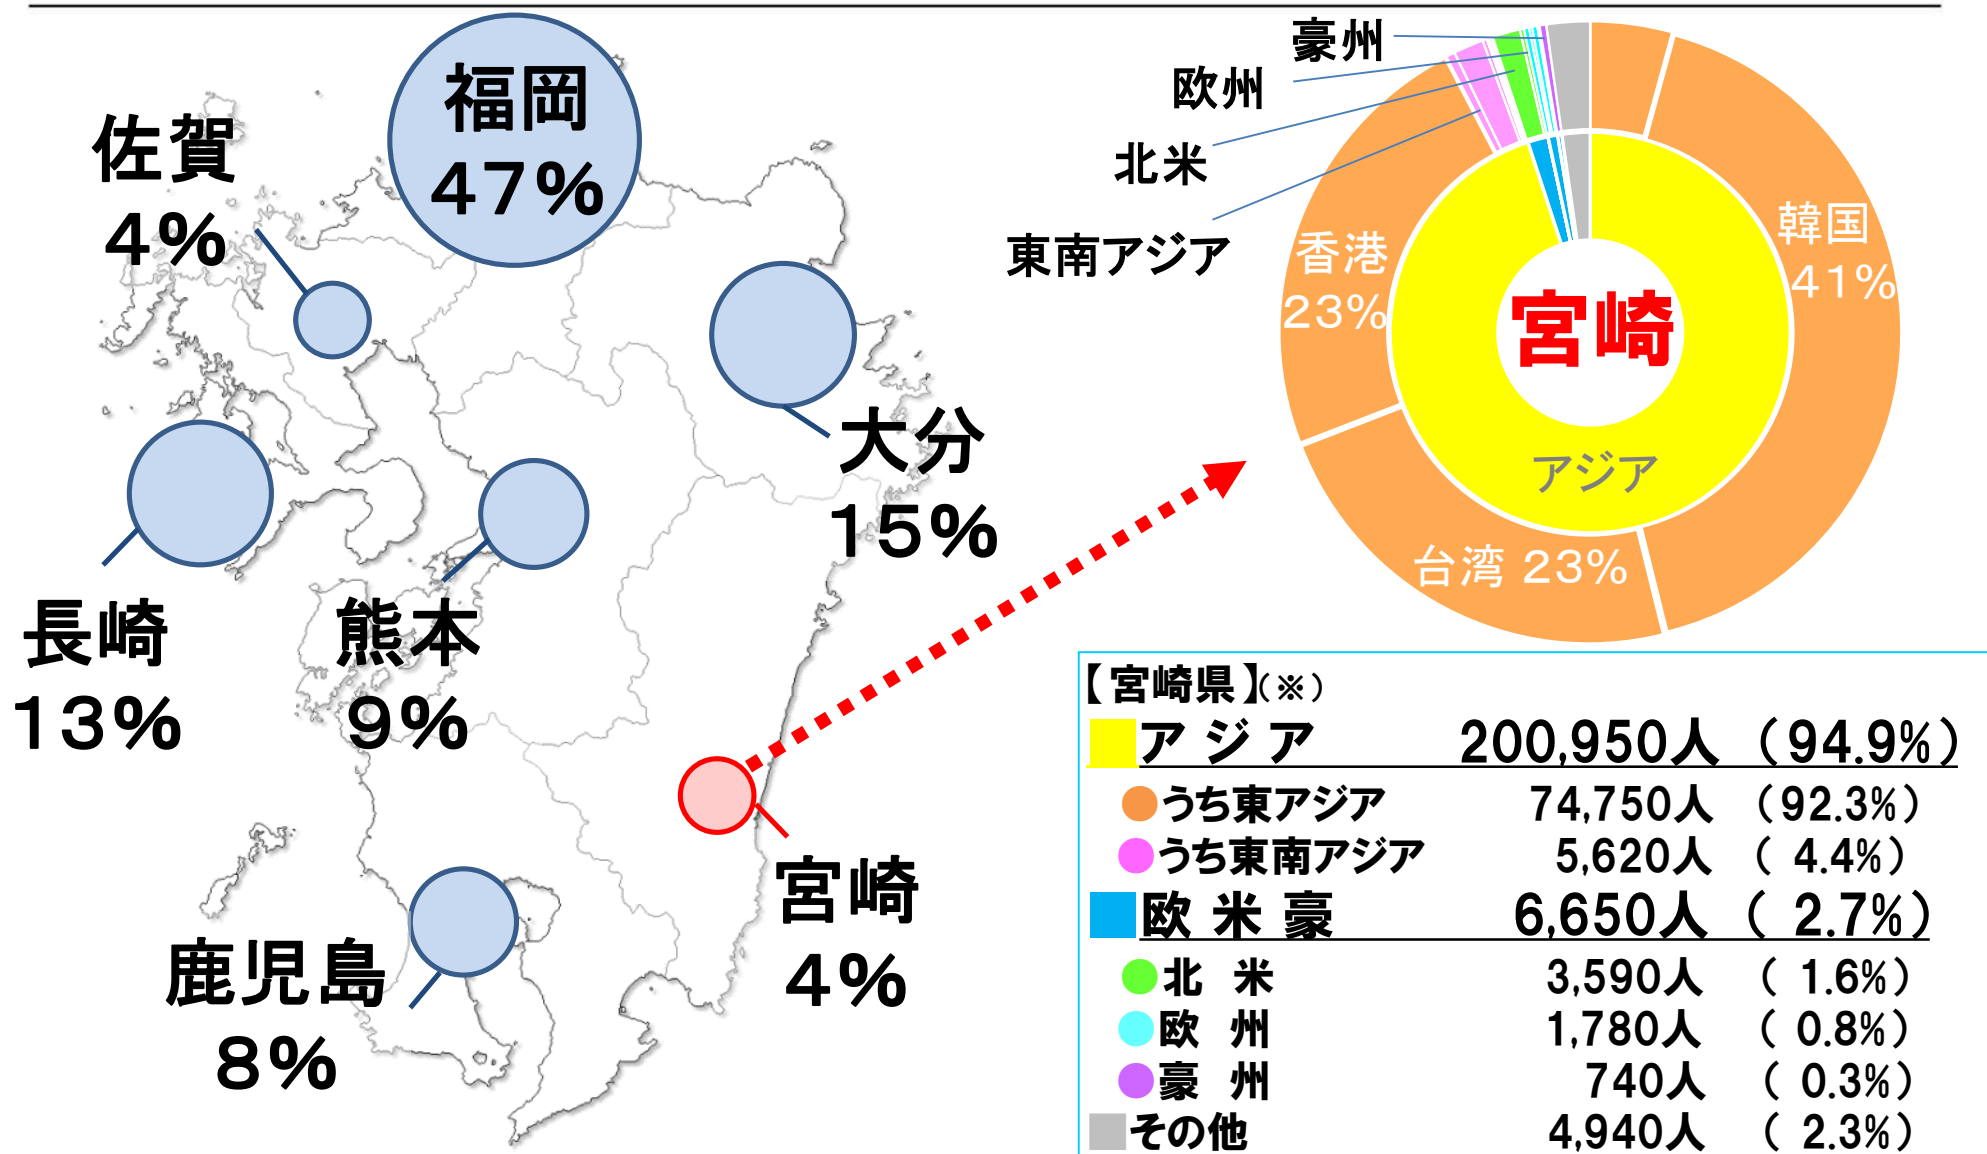 福岡
47%
佐賀
4%
大分
15%
長崎
13%
熊本
9%
宮崎
4%
鹿児島
8%
豪州
欧州
北米
東南アジア
香港
23%
韓国
41%
宮崎
アジア
台湾 23%
【宮崎県】(※)
アジア 200,950人 (94.9%)
うち東アジア 74,750人 (92.3%)
うち東南アジア 5,620人 ( 4.4%)
欧米豪 6,650人 ( 2.7%)
北 米 3,590人 ( 1.6%)
欧 州 1,780人 ( 0.8%)
豪 州 740人 ( 0.3%)
その他 4,940人 ( 2.3%)